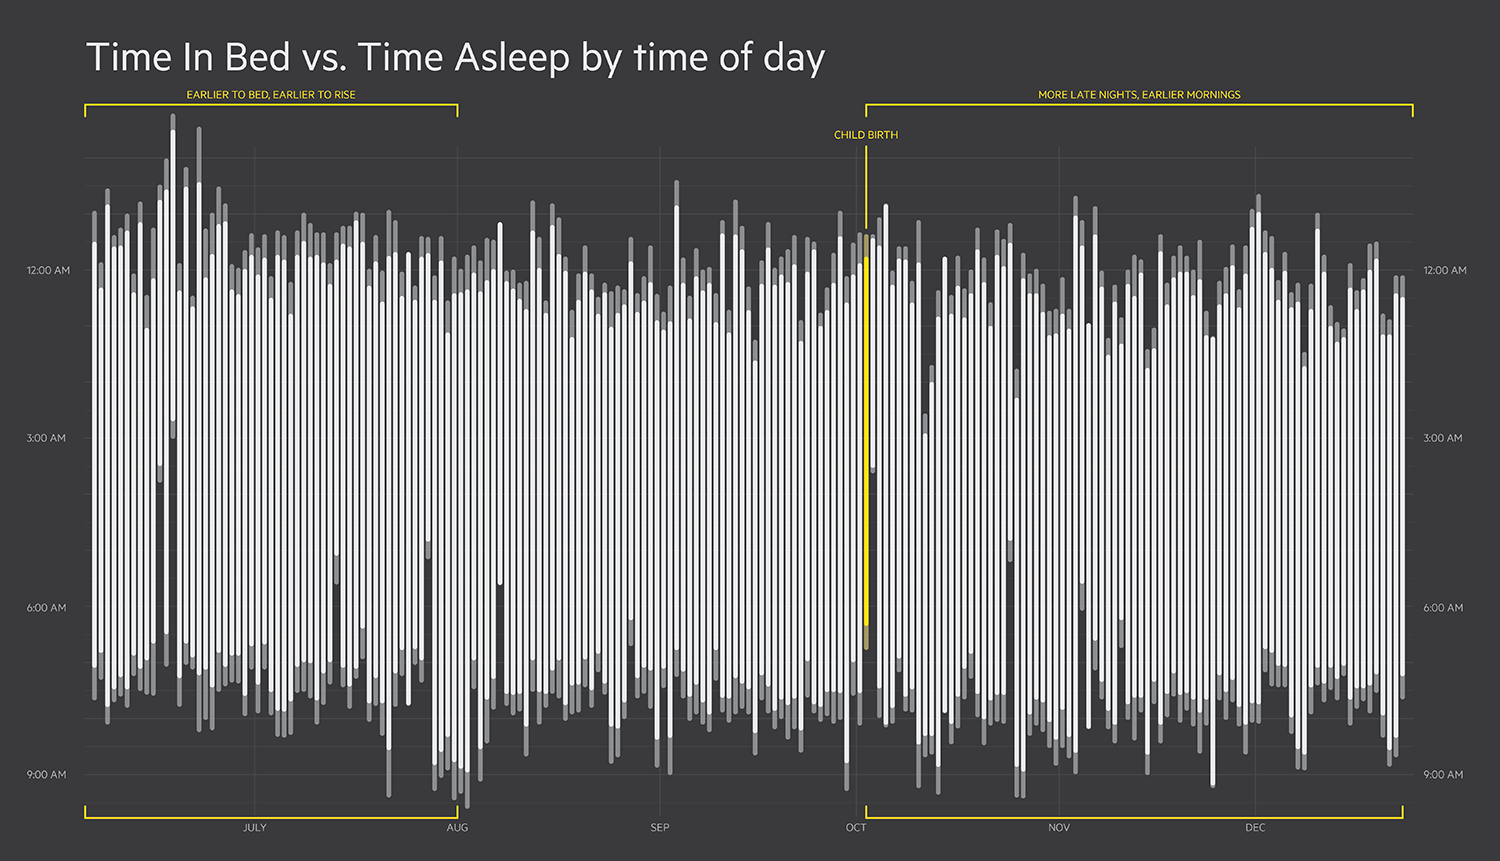 Time In Bed vs. Time Asleep by time of day
EARLIER TO BED, EARLIER TO RISE
MORE LATE NIGHTS, EARLIER MORNINGS
CHILD BIRTH
12:00 AM
12:00 AM
3:00 AM
3:00 AM
6:00 AM
6:00 AM
9:00 AM
9:00 AM
JULY
AUG
SEP
OCT
NOV
DEC